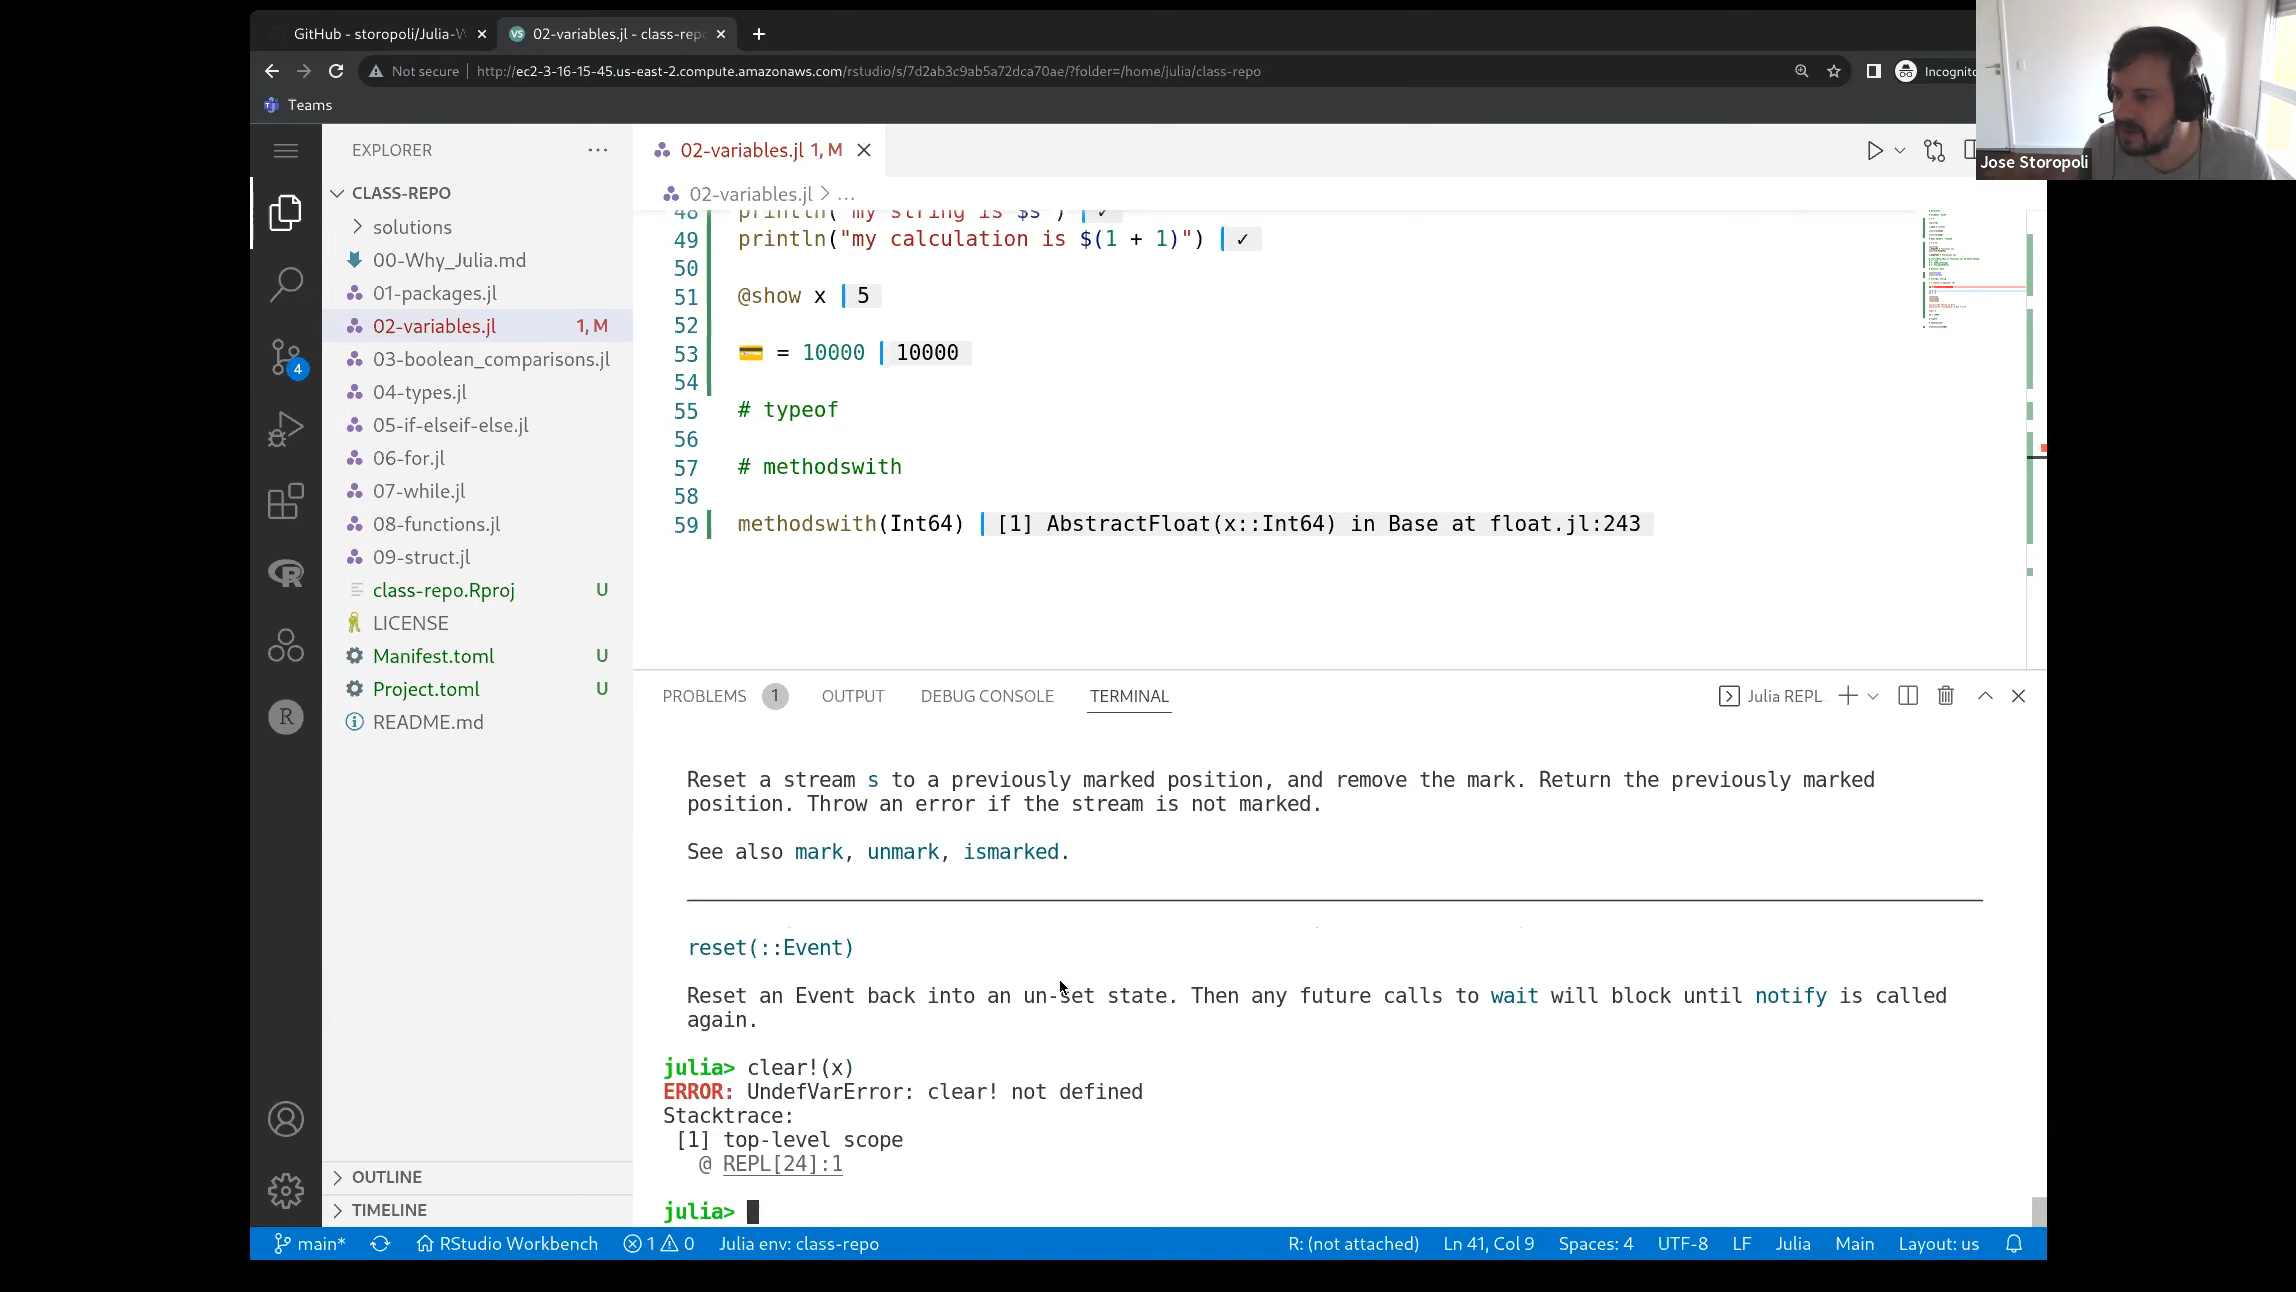 GitHub - storopoli/Julia-W
02-variables.jl - class-repo
Not secure
http://ec2-3-16-15-45.us-east-2.compute.amazonaws.com/rstudio/s/7d2ab3c9ab5a72dca70ae/?folder=/home/julia/class-repo
Incognito
Teams
Jose Storopoli
EXPLORER
CLASS-REPO
solutions
00-Why_Julia.md
01-packages.jl
02-variables.jl 1, M
03-boolean_comparisons.jl
04-types.jl
05-if-elseif-else.jl
06-for.jl
07-while.jl
08-functions.jl
09-struct.jl
class-repo.Rproj U
LICENSE
Manifest.toml U
Project.toml U
README.md
OUTLINE
TIMELINE
4
02-variables.jl 1, M
02-variables.jl > ...
48 println("my string is $s") ✓
49 println("my calculation is $(1 + 1)") ✓
50
51 @show x 5
52
53 💳 = 10000 10000
54
55 # typeof
56
57 # methodswith
58
59 methodswith(Int64) [1] AbstractFloat(x::Int64) in Base at float.jl:243
PROBLEMS 1 OUTPUT DEBUG CONSOLE TERMINAL
Julia REPL
Reset a stream s to a previously marked position, and remove the mark. Return the previously marked
position. Throw an error if the stream is not marked.
See also mark, unmark, ismarked.
reset(::Event)
Reset an Event back into an un-set state. Then any future calls to wait will block until notify is called
again.
julia> clear!(x)
ERROR: UndefVarError: clear! not defined
Stacktrace:
[1] top-level scope
@ REPL[24]:1
julia>
main* RStudio Workbench 1 0 Julia env: class-repo
R: (not attached) Ln 41, Col 9 Spaces: 4 UTF-8 LF Julia Main Layout: us